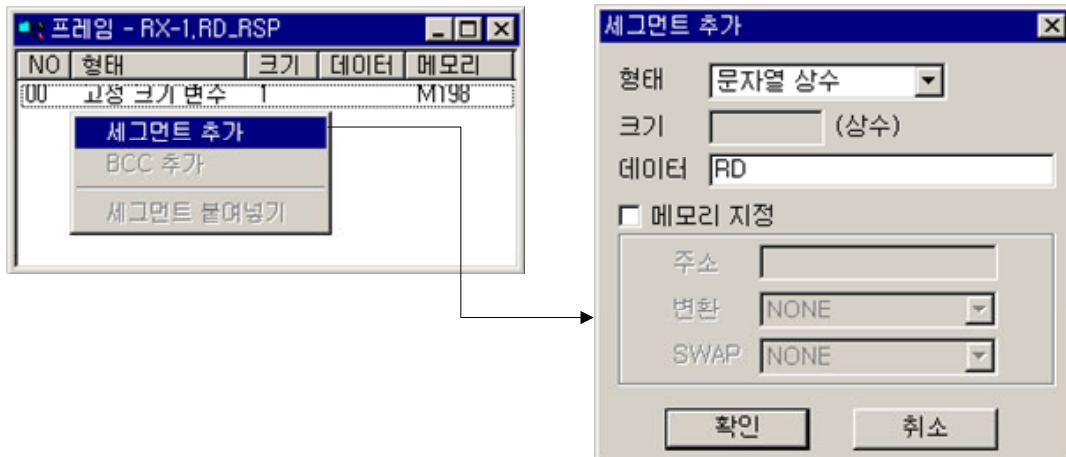 프레임 - RX-1,RD_RSP
NO 형태 크기 데이터 메모리
00 고정 크기 변수 1 M198
세그먼트 추가
BCC 추가
세그먼트 붙여넣기
세그먼트 추가
형태 문자열 상수
크기 (상수)
데이터 RD
메모리 지정
주소
변환 NONE
SWAP NONE
확인 취소